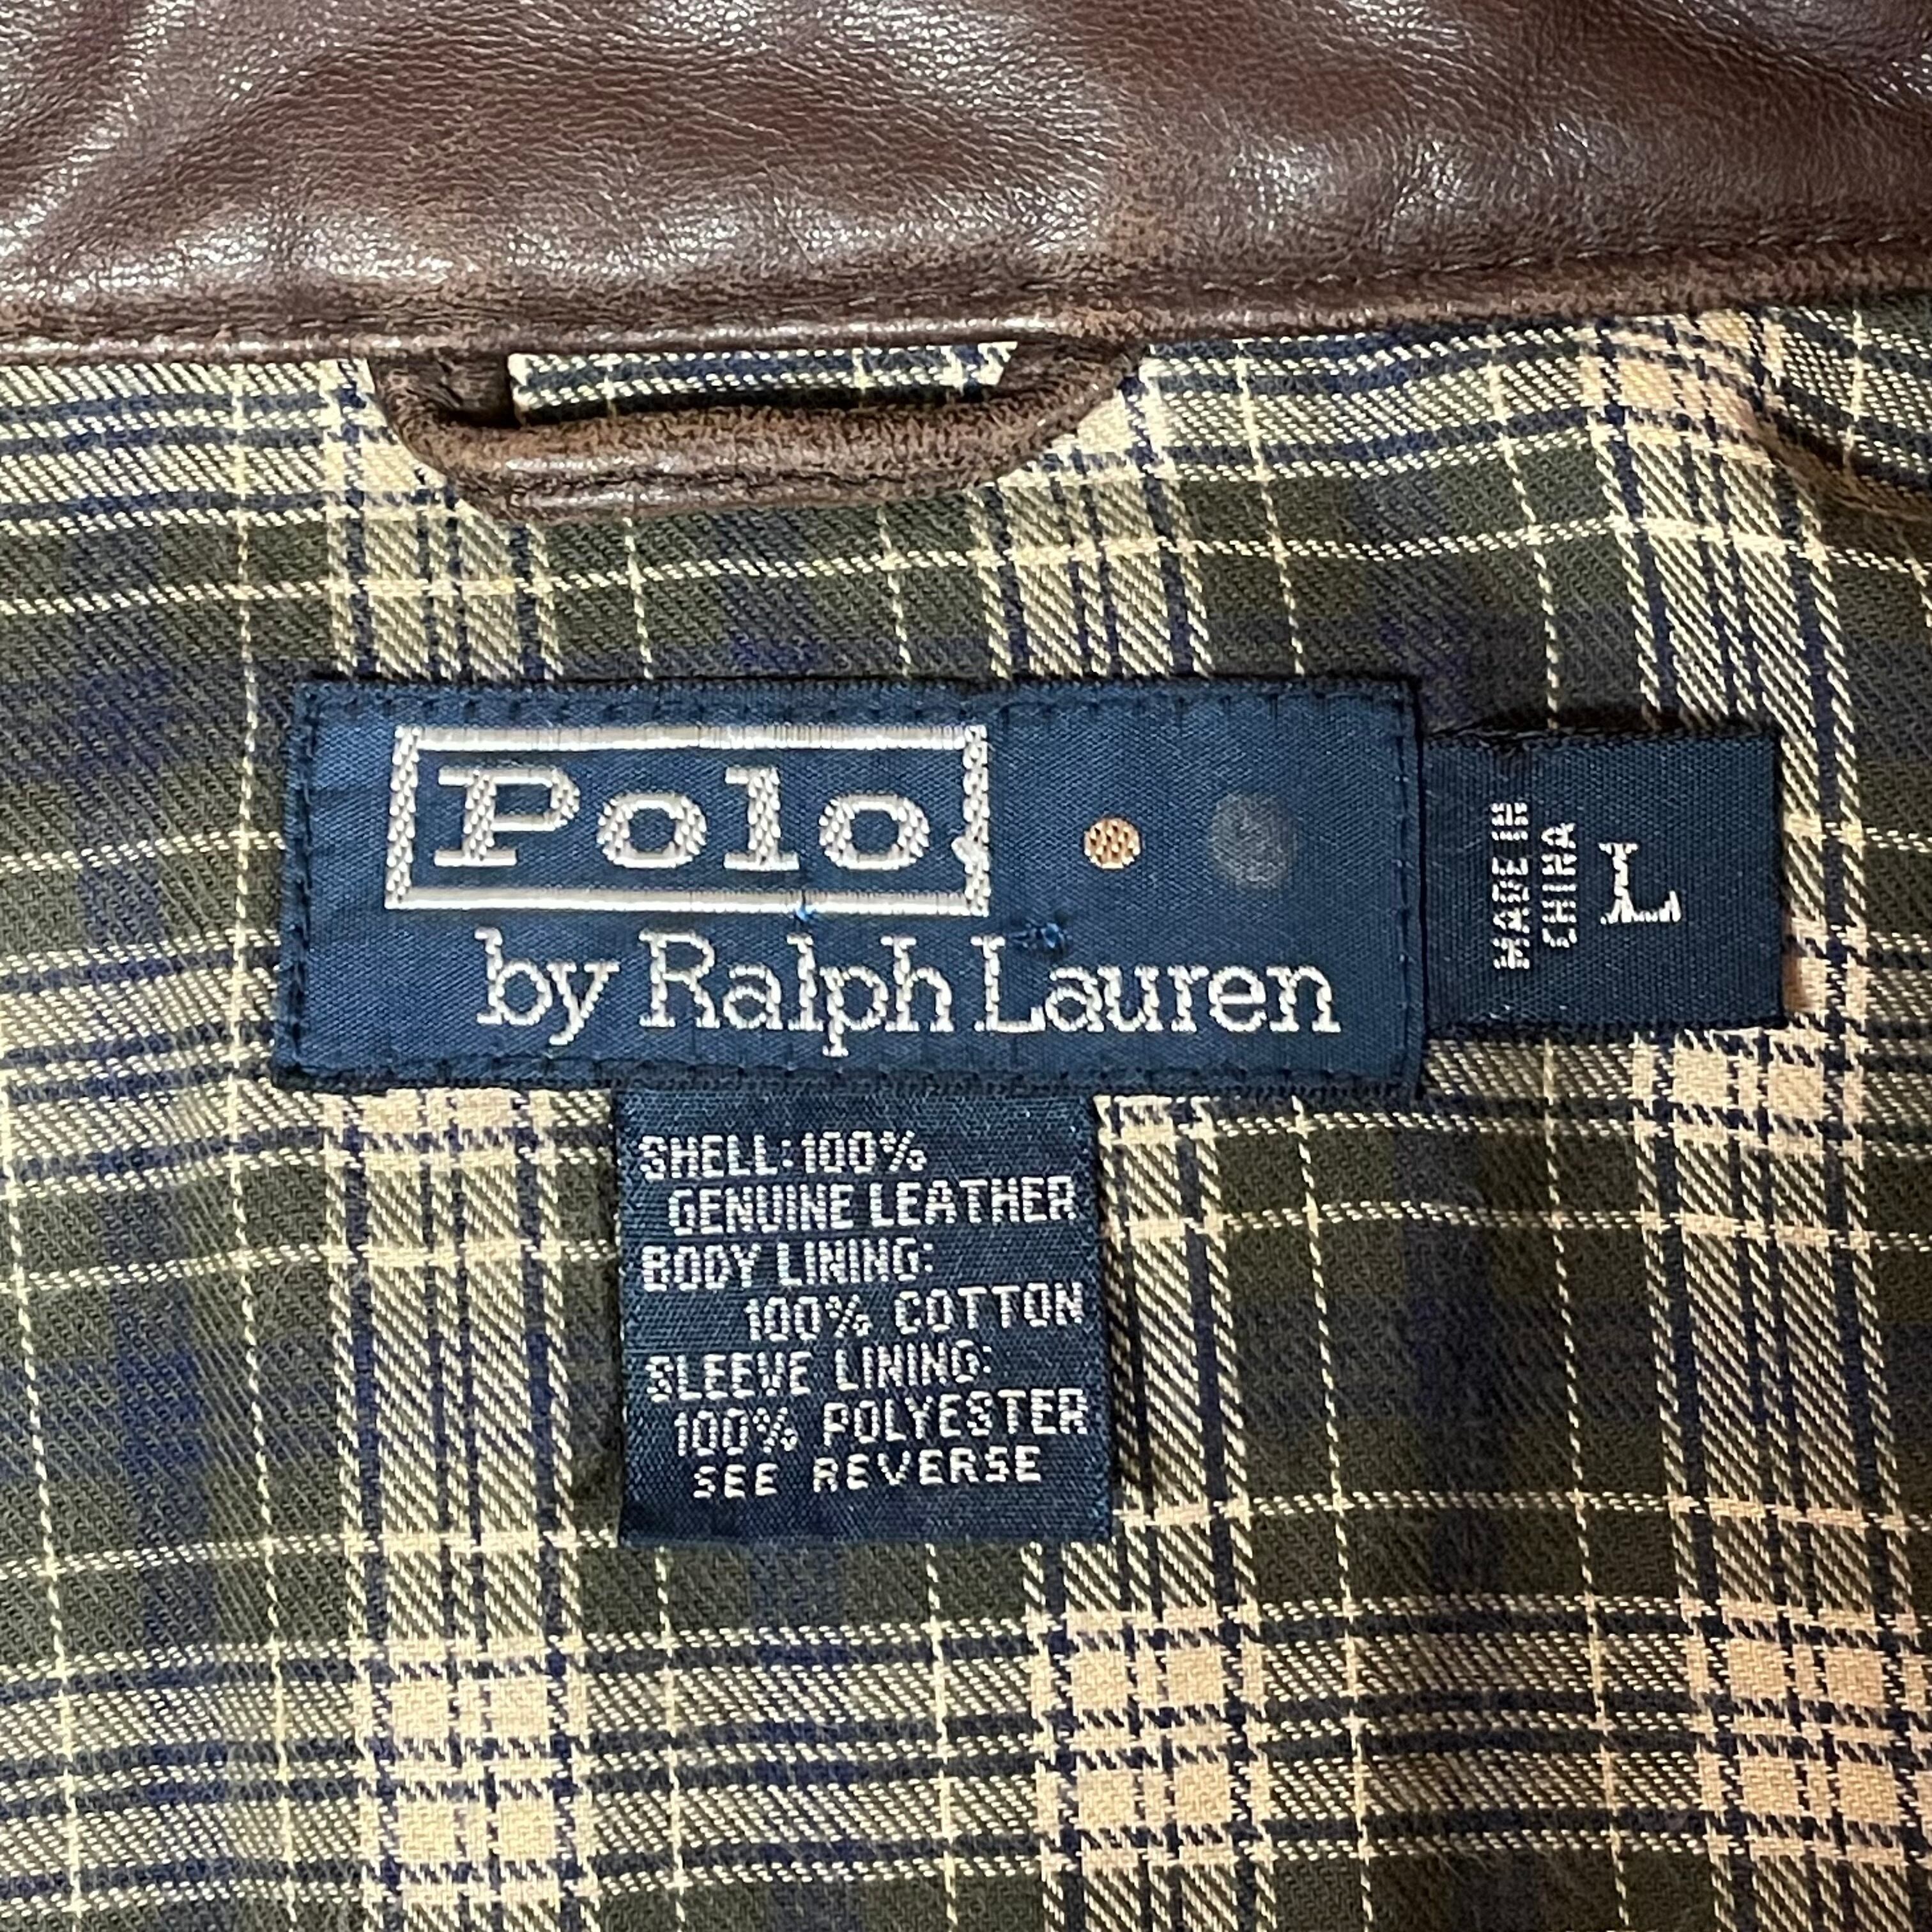 Polo
by Ralph Lauren
MADE IN
CHINA
L
SHELL:100%
GENUINE LEATHER
BODY LINING:
100% COTTON
SLEEVE LINING:
100% POLYESTER
SEE REVERSE